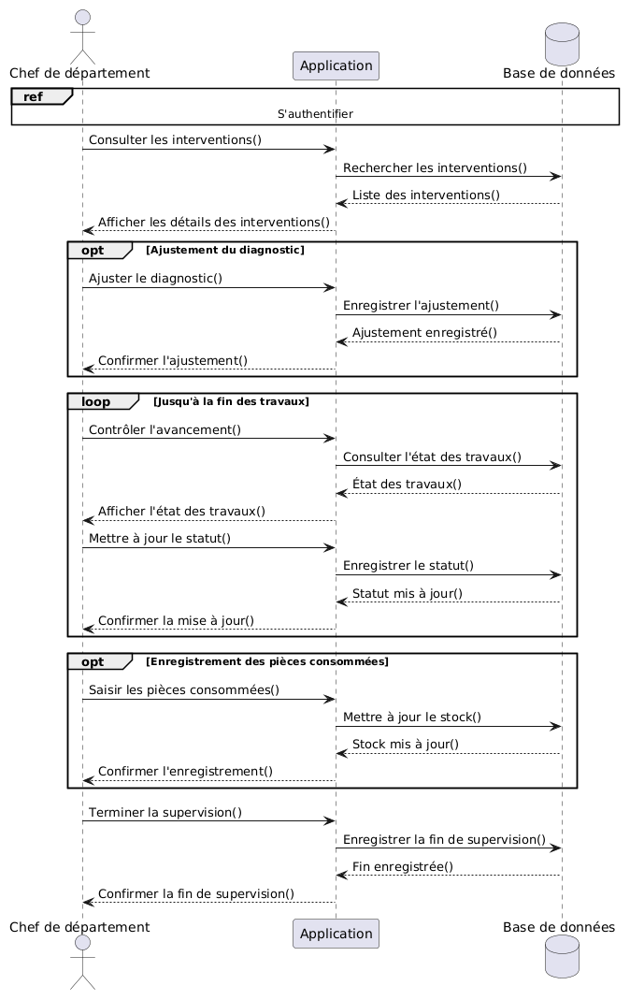 Chef de département
Application
Base de données
ref
S'authentifier
Consulter les interventions()
Rechercher les interventions()
Liste des interventions()
Afficher les détails des interventions()
opt [Ajustement du diagnostic]
Ajuster le diagnostic()
Enregistrer l'ajustement()
Ajustement enregistré()
Confirmer l'ajustement()
loop [Jusqu'à la fin des travaux]
Contrôler l'avancement()
Consulter l'état des travaux()
État des travaux()
Afficher l'état des travaux()
Mettre à jour le statut()
Enregistrer le statut()
Statut mis à jour()
Confirmer la mise à jour()
opt [Enregistrement des pièces consommées]
Saisir les pièces consommées()
Mettre à jour le stock()
Stock mis à jour()
Confirmer l'enregistrement()
Terminer la supervision()
Enregistrer la fin de supervision()
Fin enregistrée()
Confirmer la fin de supervision()
Chef de département
Application
Base de données